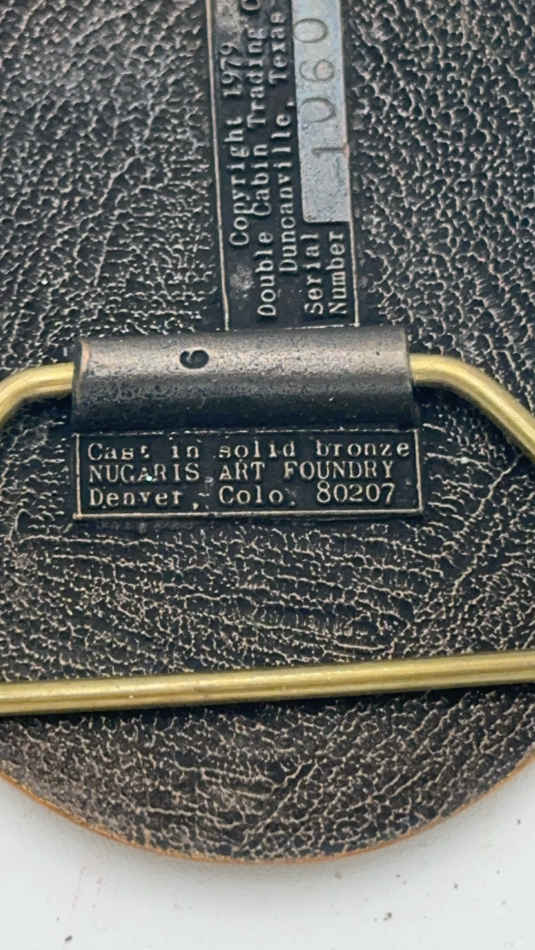 Copyright 1979
Double Cabin Trading C
Duncanville, Texas
Serial
Number
1060
6
Cast in solid bronze
NUGARIS ART FOUNDRY
Denver, Colo. 80207